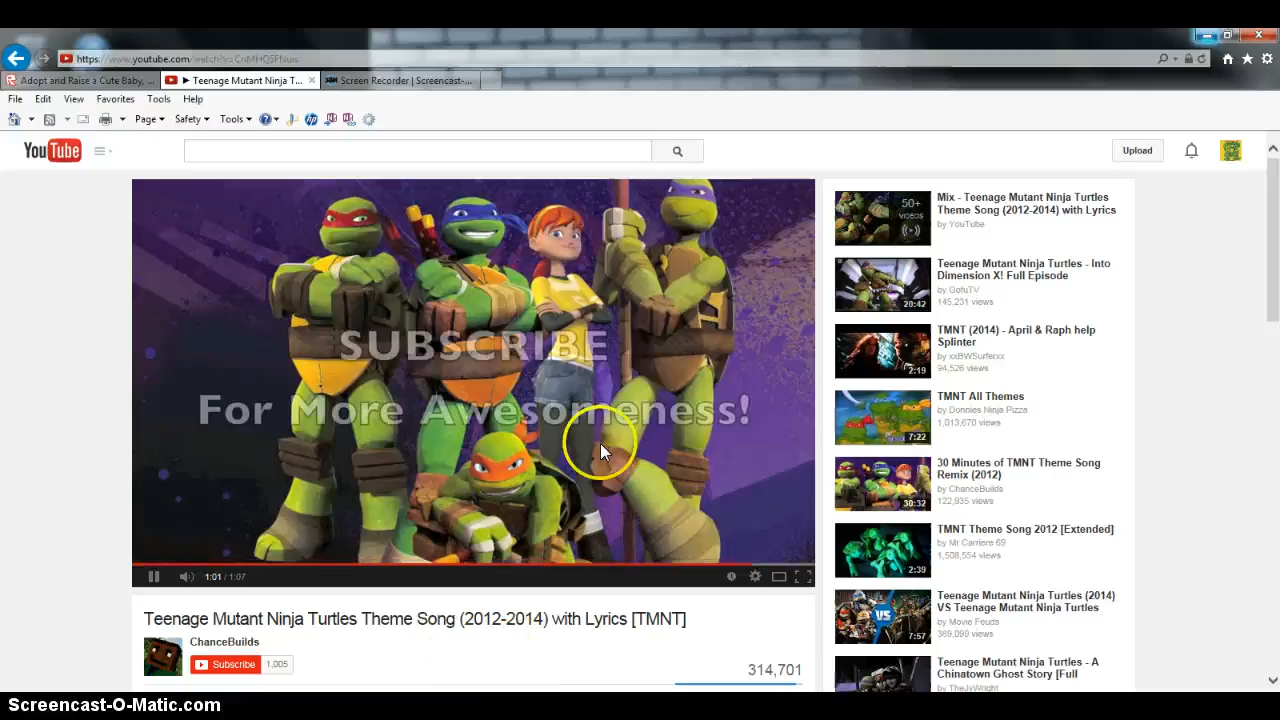 https://www.youtube.com/watch?v=CnMHQSFNuis
Adopt and Raise a Cute Baby, ...
Teenage Mutant Ninja T...
Screen Recorder | Screencast-...
File Edit View Favorites Tools Help
Page Safety Tools
YouTube
Upload
SUBSCRIBE
For More Awesomeness!
1:01 / 1:07
Teenage Mutant Ninja Turtles Theme Song (2012-2014) with Lyrics [TMNT]
ChanceBuilds
Subscribe 1,005
314,701
50+
VIDEOS
Mix - Teenage Mutant Ninja Turtles
Theme Song (2012-2014) with Lyrics
by YouTube
20:42
Teenage Mutant Ninja Turtles - Into
Dimension X! Full Episode
by GofuTV
145,231 views
2:19
TMNT (2014) - April & Raph help
Splinter
by xxBWSurferxx
94,526 views
7:22
TMNT All Themes
by Donnies Ninja Pizza
1,013,670 views
30:32
30 Minutes of TMNT Theme Song
Remix (2012)
by ChanceBuilds
122,935 views
2:39
TMNT Theme Song 2012 [Extended]
by Mr Carriere 69
1,508,554 views
VS
7:57
Teenage Mutant Ninja Turtles (2014)
VS Teenage Mutant Ninja Turtles
by Movie Feuds
369,099 views
Teenage Mutant Ninja Turtles - A
Chinatown Ghost Story [Full
by TheJyWright
Screencast-O-Matic.com